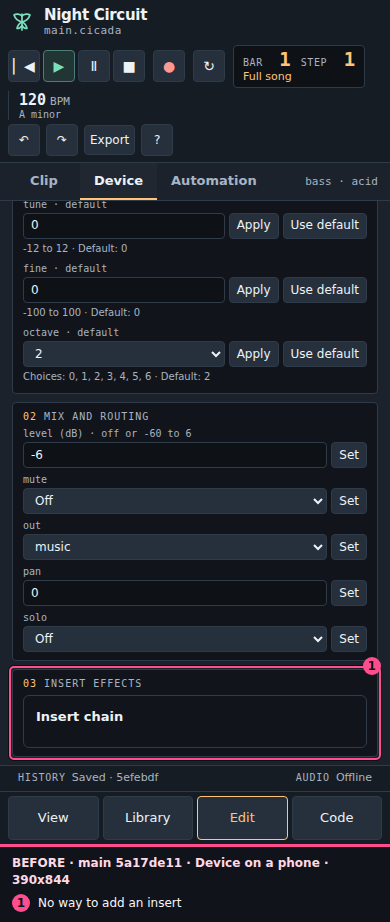 Night Circuit
main.cicada
BAR 1 STEP 1
Full song
120 BPM
A minor
Export ?
Clip Device Automation bass · acid
tune · default
0 Apply Use default
-12 to 12 · Default: 0
fine · default
0 Apply Use default
-100 to 100 · Default: 0
octave · default
2 Apply Use default
Choices: 0, 1, 2, 3, 4, 5, 6 · Default: 2
02 MIX AND ROUTING
level (dB) · off or -60 to 6
-6 Set
mute
Off Set
out
music Set
pan
0 Set
solo
Off Set
1
03 INSERT EFFECTS
Insert chain
HISTORY Saved · 5efebdf AUDIO Offline
View Library Edit Code
BEFORE · main 5a17de11 · Device on a phone ·
390x844
1 No way to add an insert